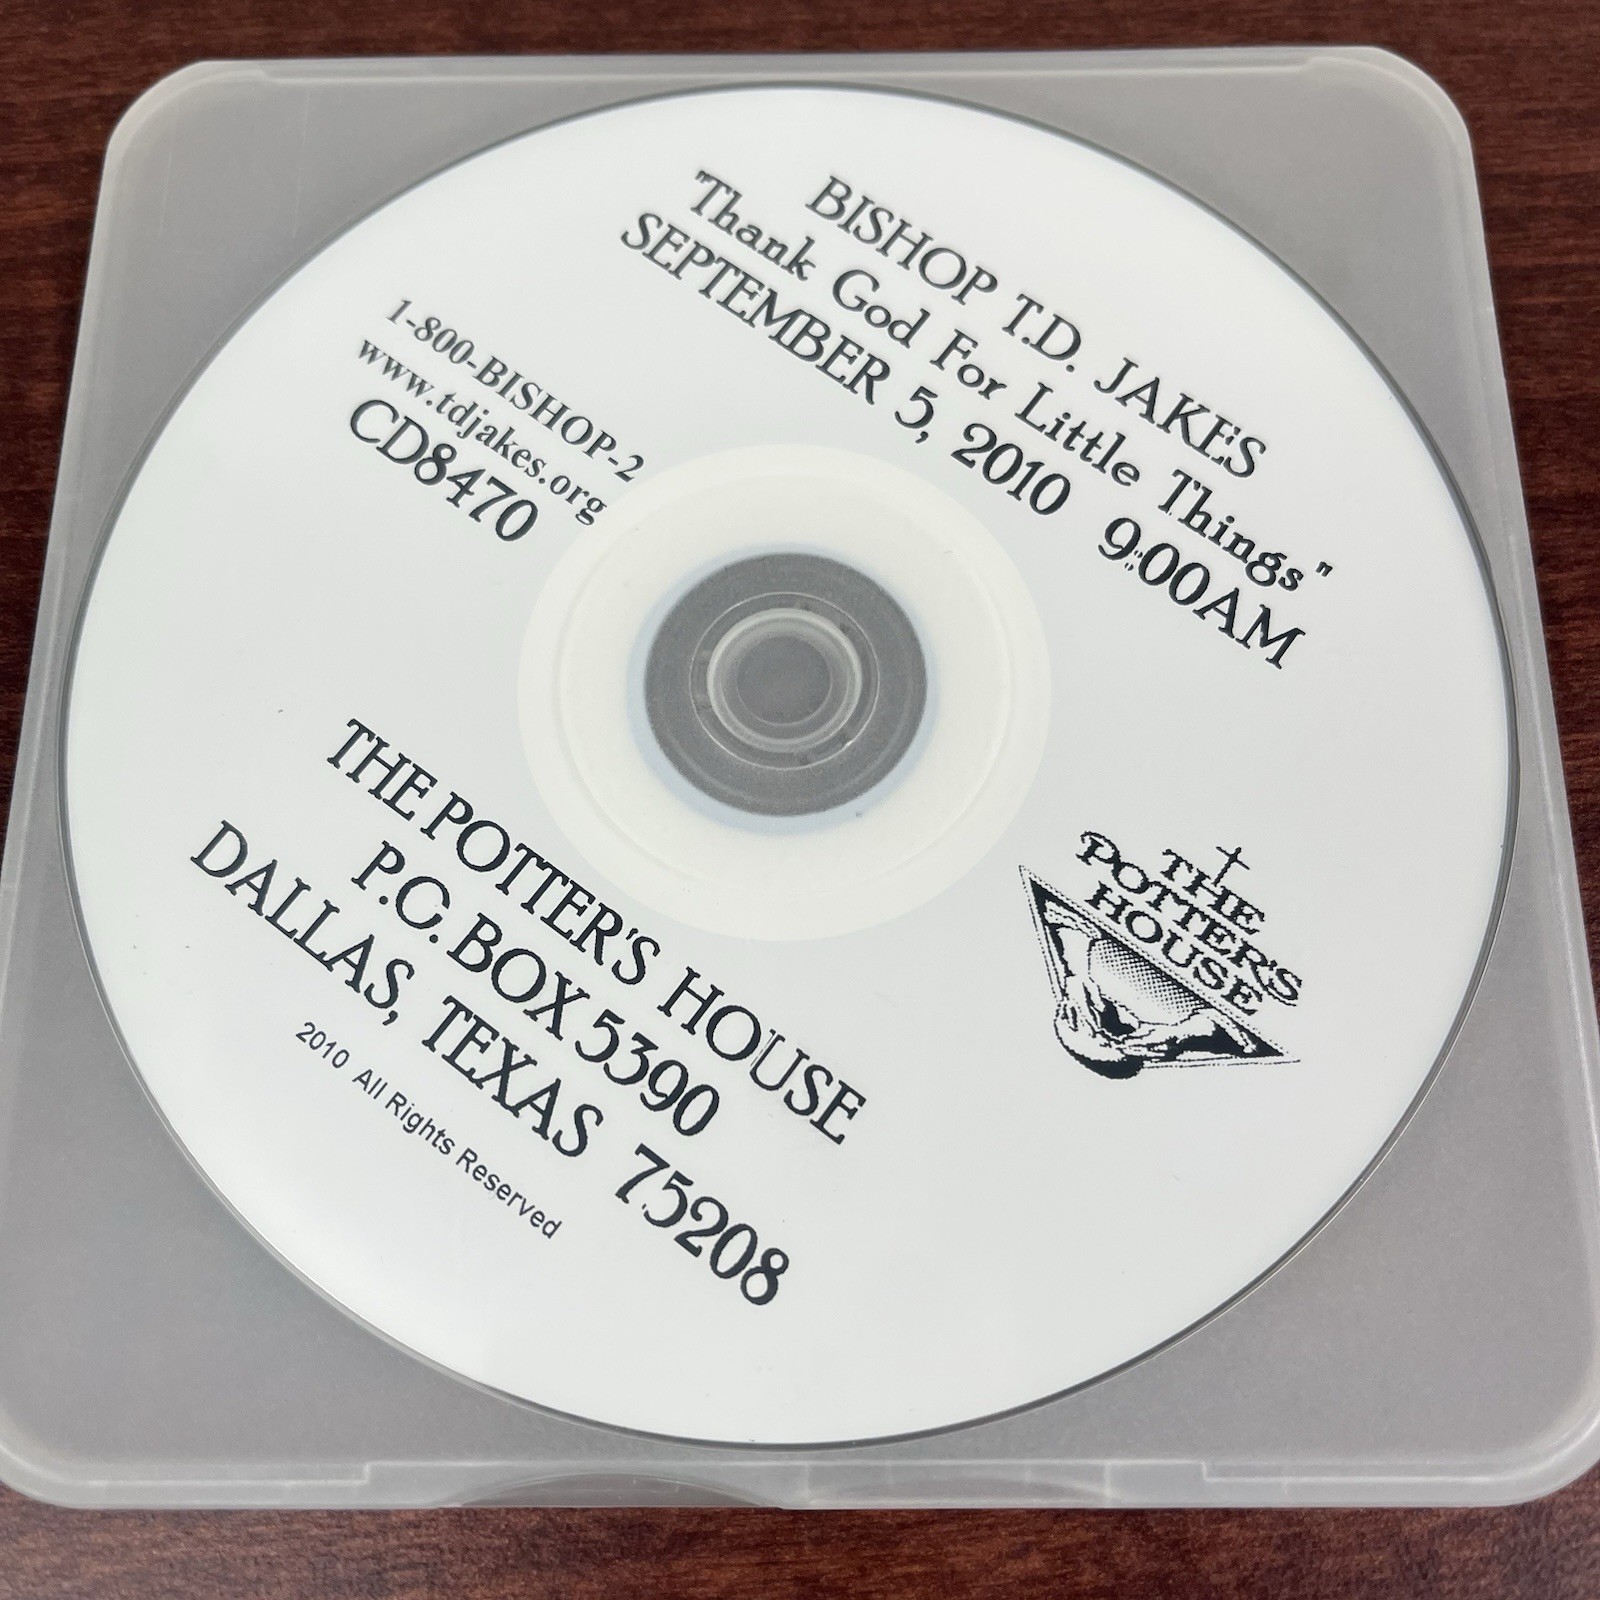 BISHOP T.D. JAKES
"Thank God For Little Things"
SEPTEMBER 5, 2010 9:00AM
1-800-BISHOP-2
www.tdjakes.org
CD8470
THE
POTTER'S
HOUSE
THE POTTER'S HOUSE
P.O. BOX 5390
DALLAS, TEXAS 75208
2010 All Rights Reserved